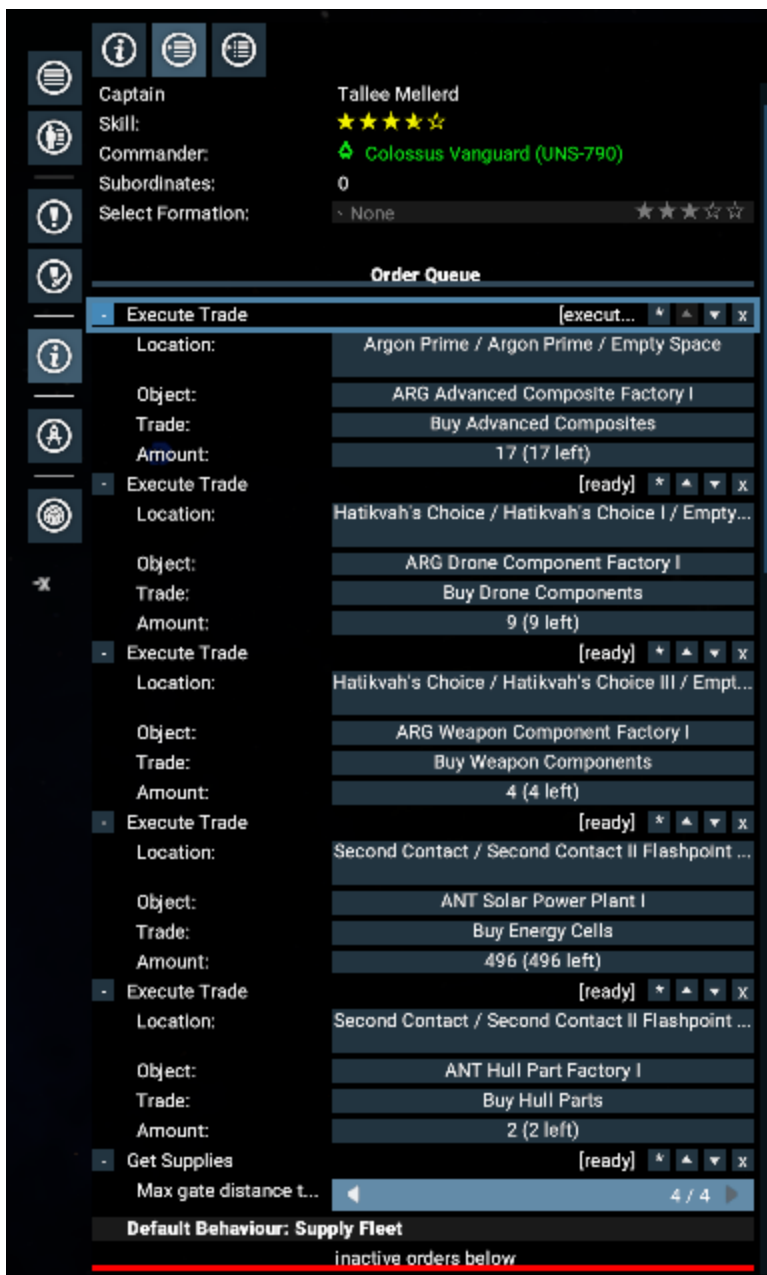 Captain Tallee Mellerd
Skill:
Commander: Colossus Vanguard (UNS-790)
Subordinates: 0
Select Formation: None
Order Queue
- Execute Trade [execut... * x
Location: Argon Prime / Argon Prime / Empty Space
Object: ARG Advanced Composite Factory I
Trade: Buy Advanced Composites
Amount: 17 (17 left)
- Execute Trade [ready] * x
Location: Hatikvah's Choice / Hatikvah's Choice I / Empty...
Object: ARG Drone Component Factory I
Trade: Buy Drone Components
Amount: 9 (9 left)
- Execute Trade [ready] * x
Location: Hatikvah's Choice / Hatikvah's Choice III / Empt...
Object: ARG Weapon Component Factory I
Trade: Buy Weapon Components
Amount: 4 (4 left)
- Execute Trade [ready] * x
Location: Second Contact / Second Contact II Flashpoint ...
Object: ANT Solar Power Plant I
Trade: Buy Energy Cells
Amount: 496 (496 left)
- Execute Trade [ready] * x
Location: Second Contact / Second Contact II Flashpoint ...
Object: ANT Hull Part Factory I
Trade: Buy Hull Parts
Amount: 2 (2 left)
- Get Supplies [ready] * x
Max gate distance t... 4 / 4
Default Behaviour: Supply Fleet
inactive orders below